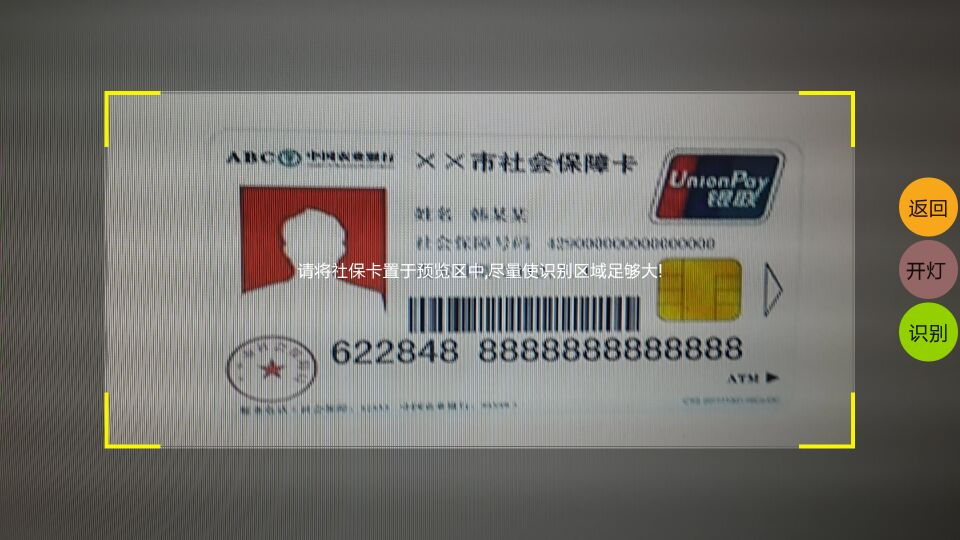 ABC 中国农业银行 ××市社会保障卡
UnionPay
银联
姓名 韩某某
社会保障号码 429000000000000000
请将社保卡置于预览区中,尽量使识别区域足够大!
622848 8888888888888
ATM
返回
开灯
识别